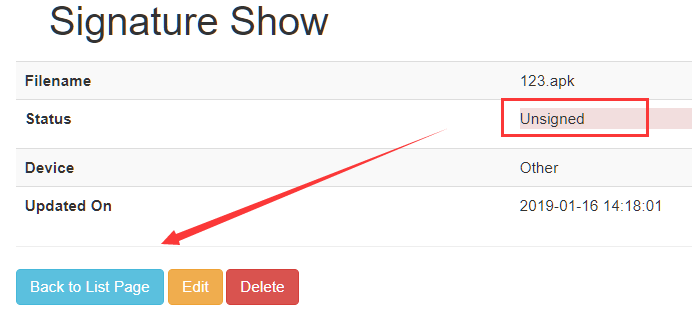 Signature Show
Filename 123.apk
Status Unsigned
Device Other
Updated On 2019-01-16 14:18:01
Back to List Page Edit Delete